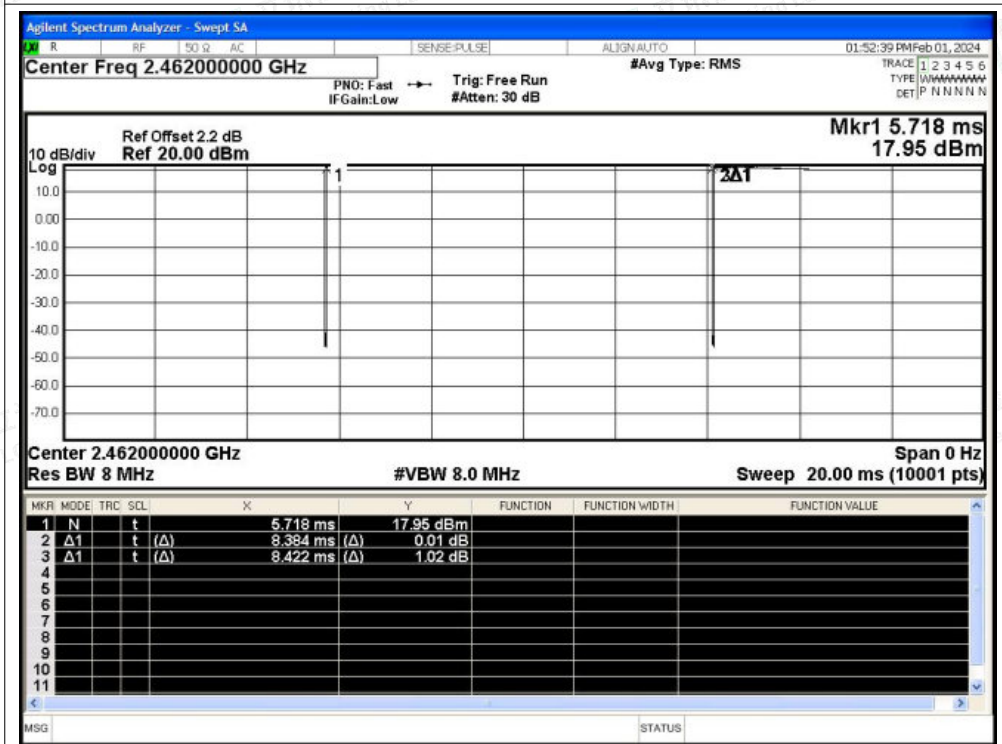 Agilent Spectrum Analyzer - Swept SA
LXI R RF 50 Ω AC SENSE:PULSE ALIGNAUTO 01:52:39 PMFeb 01, 2024
Center Freq 2.462000000 GHz
PNO: Fast
IFGain:Low
Trig: Free Run
#Atten: 30 dB
#Avg Type: RMS
TRACE 1 2 3 4 5 6
TYPE WWWWWW
DET P N N N N N
Mkr1 5.718 ms
17.95 dBm
Ref Offset 2.2 dB
10 dB/div Ref 20.00 dBm
Log
1 2Δ1
10.0
0.00
-10.0
-20.0
-30.0
-40.0
-50.0
-60.0
-70.0
Center 2.462000000 GHz Span 0 Hz
Res BW 8 MHz #VBW 8.0 MHz Sweep 20.00 ms (10001 pts)
MKR MODE TRC SCL X Y FUNCTION FUNCTION WIDTH FUNCTION VALUE
1 N t 5.718 ms 17.95 dBm
2 Δ1 t (Δ) 8.384 ms (Δ) 0.01 dB
3 Δ1 t (Δ) 8.422 ms (Δ) 1.02 dB
4
5
6
7
8
9
10
11
MSG STATUS